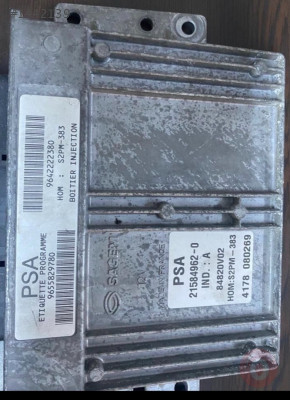 PSA
ETIQUETTE PROGRAMME
9655829780
9642222380
HOM : S2PM-383
BOITIER INJECTION
SAGEM
PSA
21584962-0
IND.: A
84820V02
HOM:S2PM-383
4178 080269